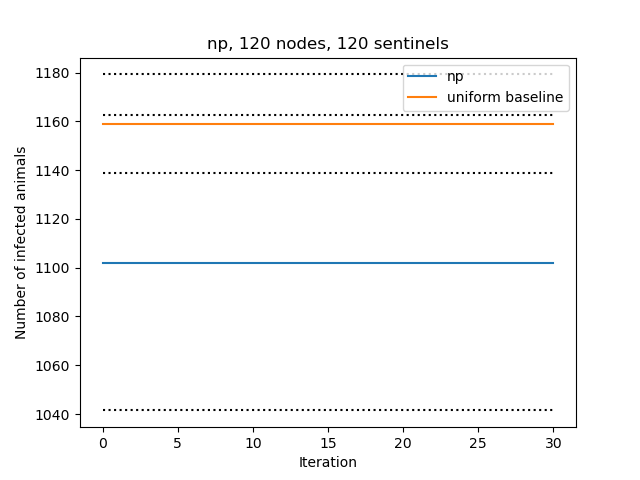 np, 120 nodes, 120 sentinels
np
uniform baseline
1180
1160
1140
1120
1100
1080
1060
1040
Number of infected animals
0 5 10 15 20 25 30
Iteration